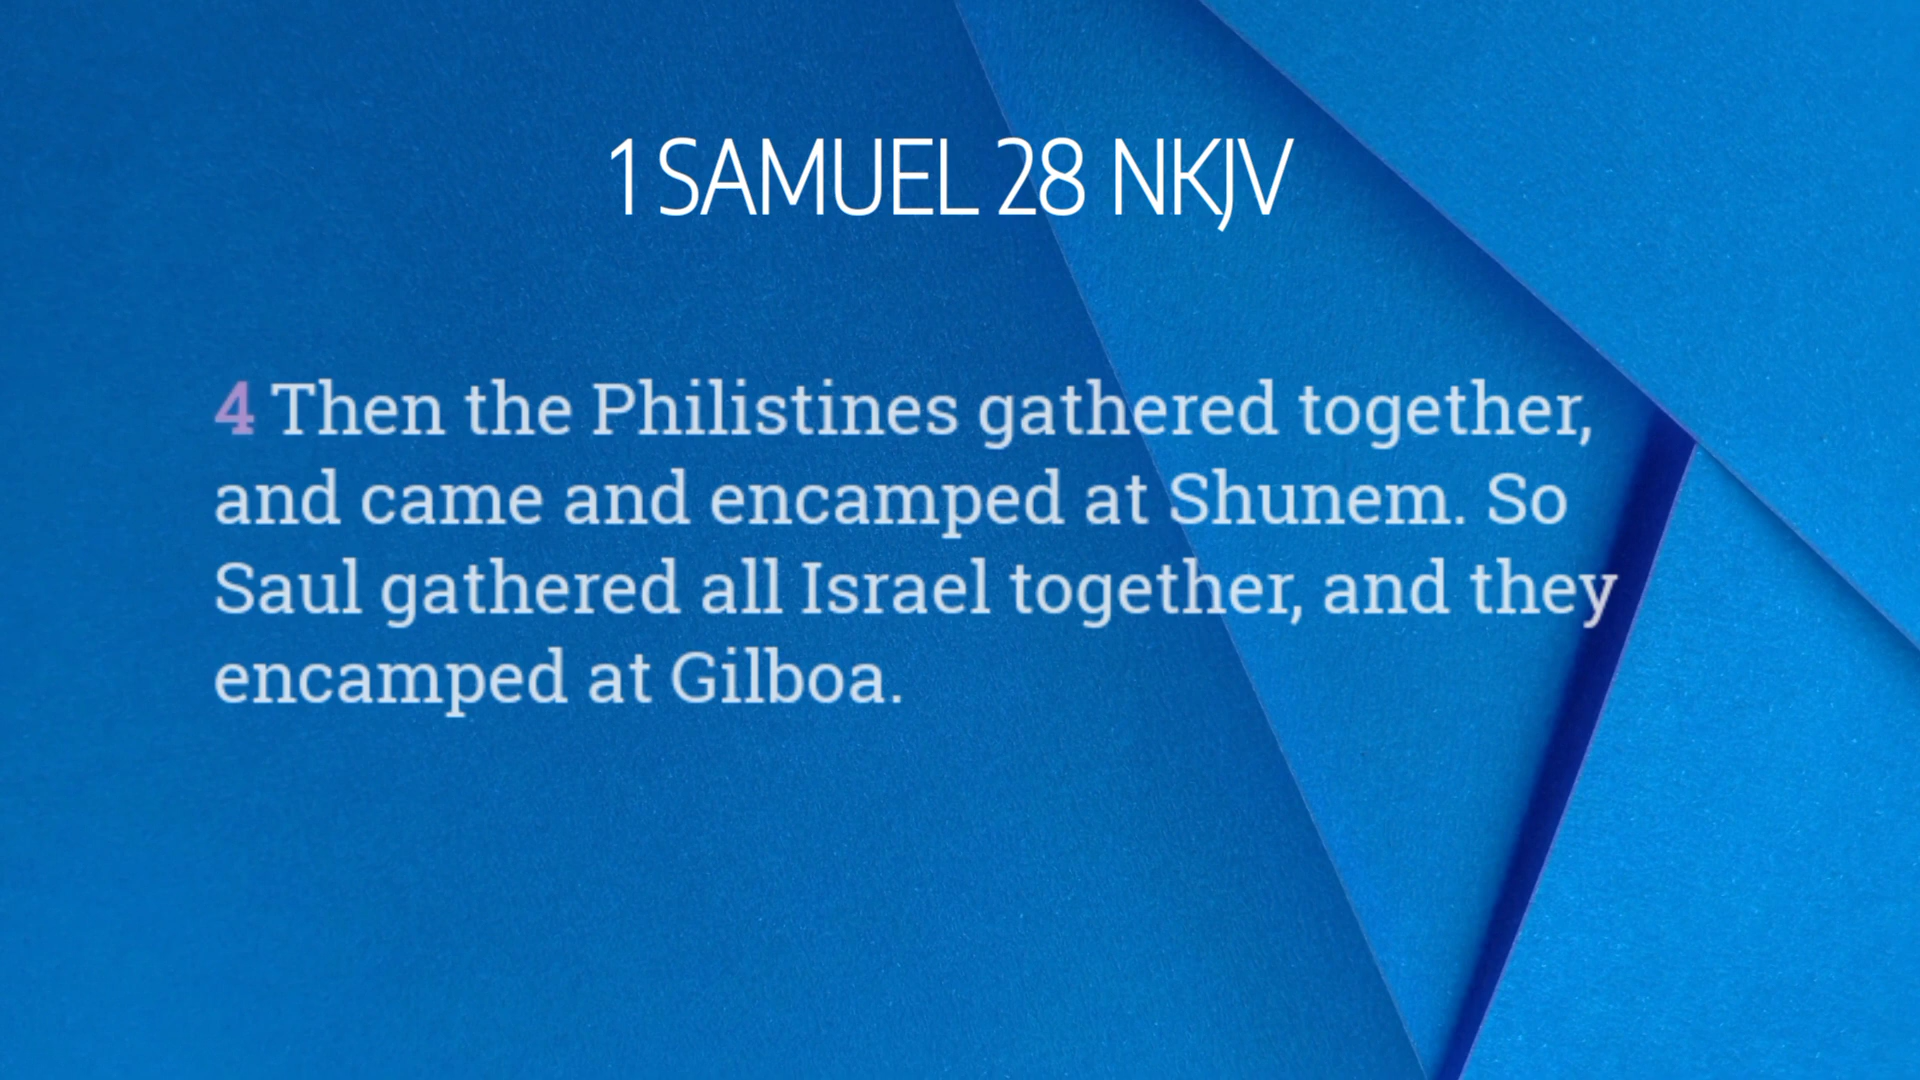 1 SAMUEL 28 NKJV
4 Then the Philistines gathered together,
and came and encamped at Shunem. So
Saul gathered all Israel together, and they
encamped at Gilboa.